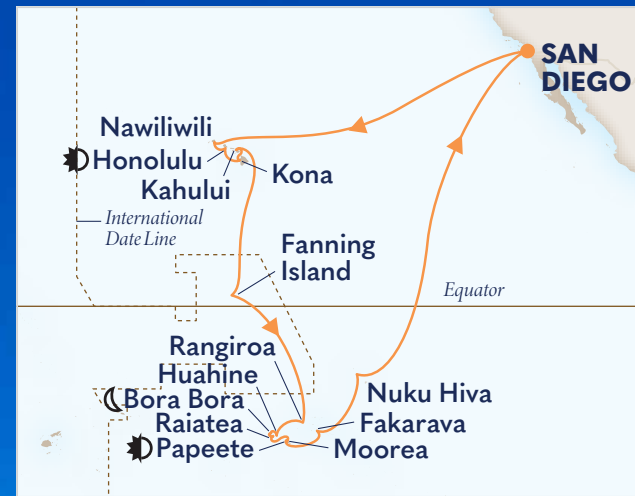 SAN
DIEGO
Nawiliwili
Honolulu
Kahului
Kona
International
Date Line
Fanning
Island
Equator
Rangiroa
Huahine
Bora Bora
Raiatea
Papeete
Nuku Hiva
Fakarava
Moorea